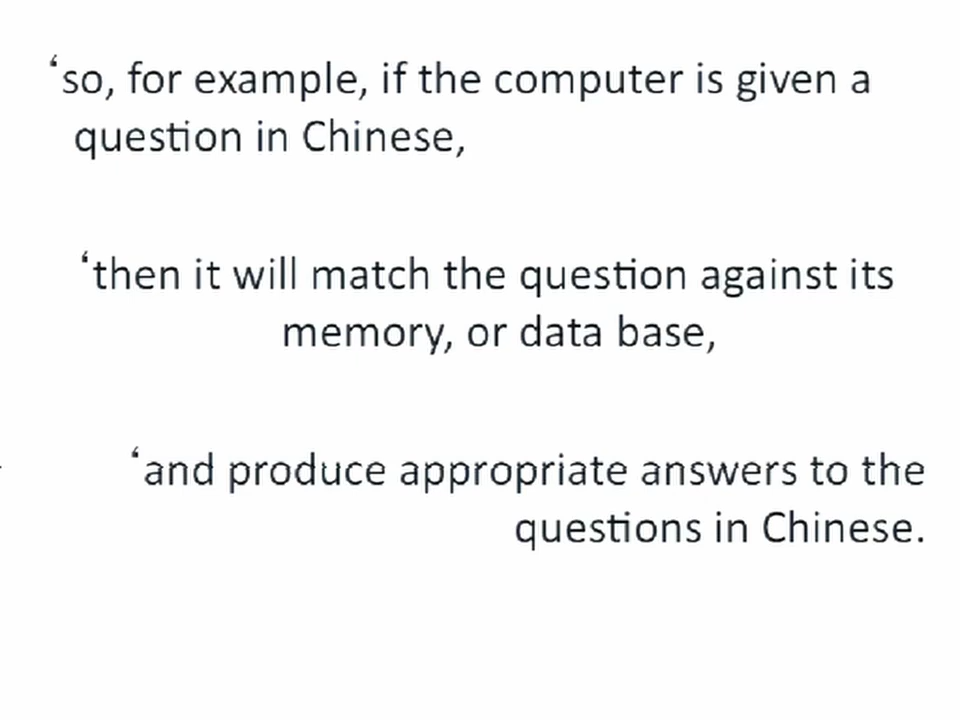 ‘so, for example, if the computer is given a
question in Chinese,
‘then it will match the question against its
memory, or data base,
‘and produce appropriate answers to the
questions in Chinese.